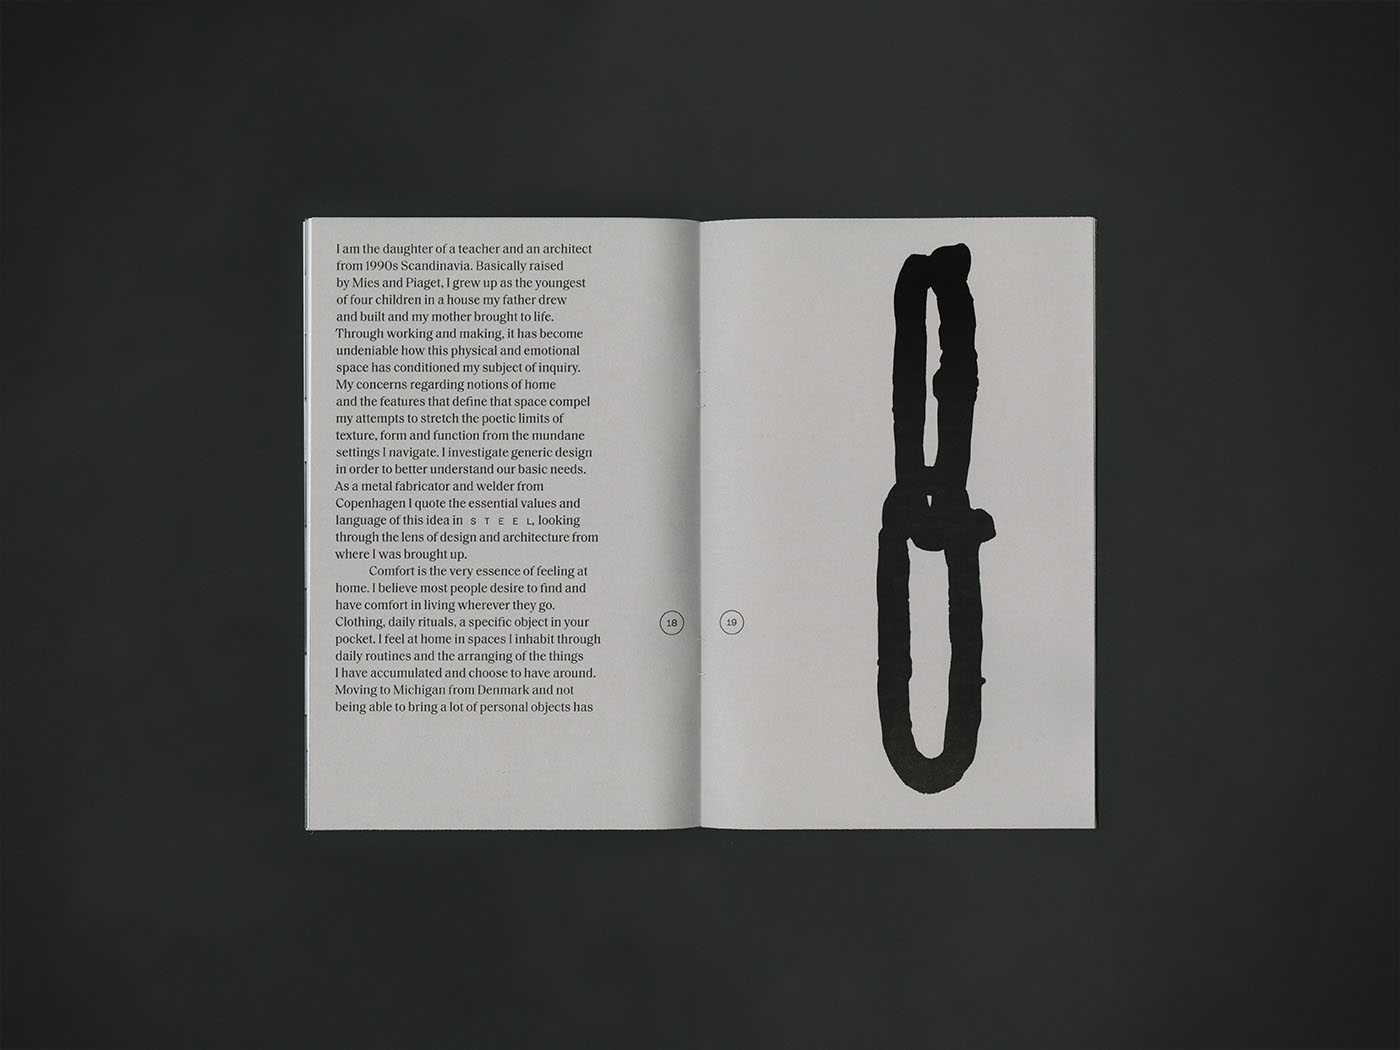 I am the daughter of a teacher and an architect
from 1990s Scandinavia. Basically raised
by Mies and Piaget, I grew up as the youngest
of four children in a house my father drew
and built and my mother brought to life.
Through working and making, it has become
undeniable how this physical and emotional
space has conditioned my subject of inquiry.
My concerns regarding notions of home
and the features that define that space compel
my attempts to stretch the poetic limits of
texture, form and function from the mundane
settings I navigate. I investigate generic design
in order to better understand our basic needs.
As a metal fabricator and welder from
Copenhagen I quote the essential values and
language of this idea in S T E E L, looking
through the lens of design and architecture from
where I was brought up.
Comfort is the very essence of feeling at
home. I believe most people desire to find and
have comfort in living wherever they go.
Clothing, daily rituals, a specific object in your
pocket. I feel at home in spaces I inhabit through
daily routines and the arranging of the things
I have accumulated and choose to have around.
Moving to Michigan from Denmark and not
being able to bring a lot of personal objects has
18
19